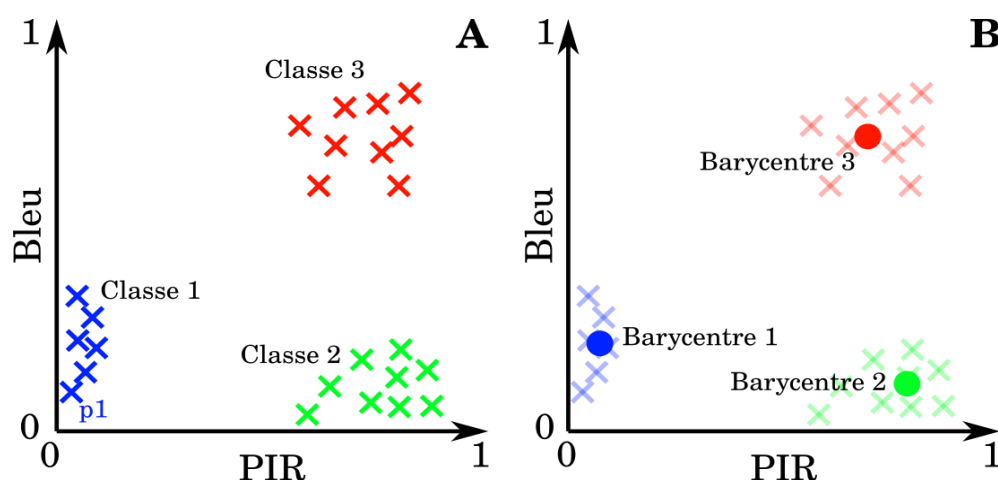 A
1
Classe 3
Bleu
Classe 1
Classe 2
p1
0
0
PIR
1
B
1
Barycentre 3
Bleu
Barycentre 1
Barycentre 2
0
0
PIR
1